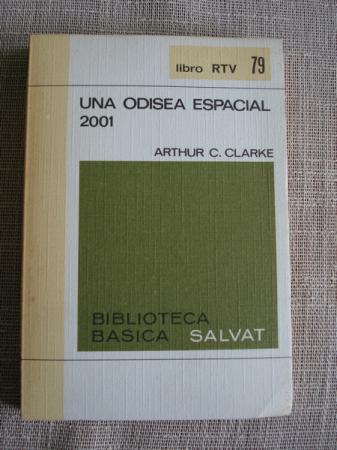 libro RTV 79
UNA ODISEA ESPACIAL
2001
ARTHUR C. CLARKE
BIBLIOTECA
BASICA SALVAT